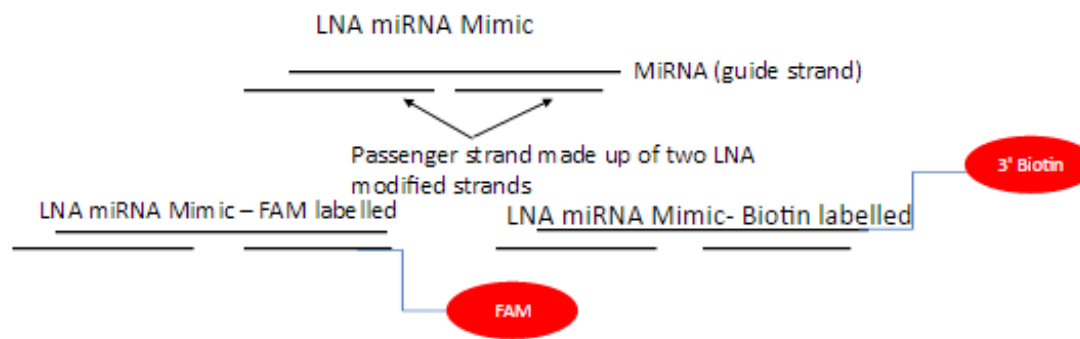 LNA miRNA Mimic
MiRNA (guide strand)
Passenger strand made up of two LNA
modified strands
3' Biotin
LNA miRNA Mimic – FAM labelled
LNA miRNA Mimic- Biotin labelled
FAM